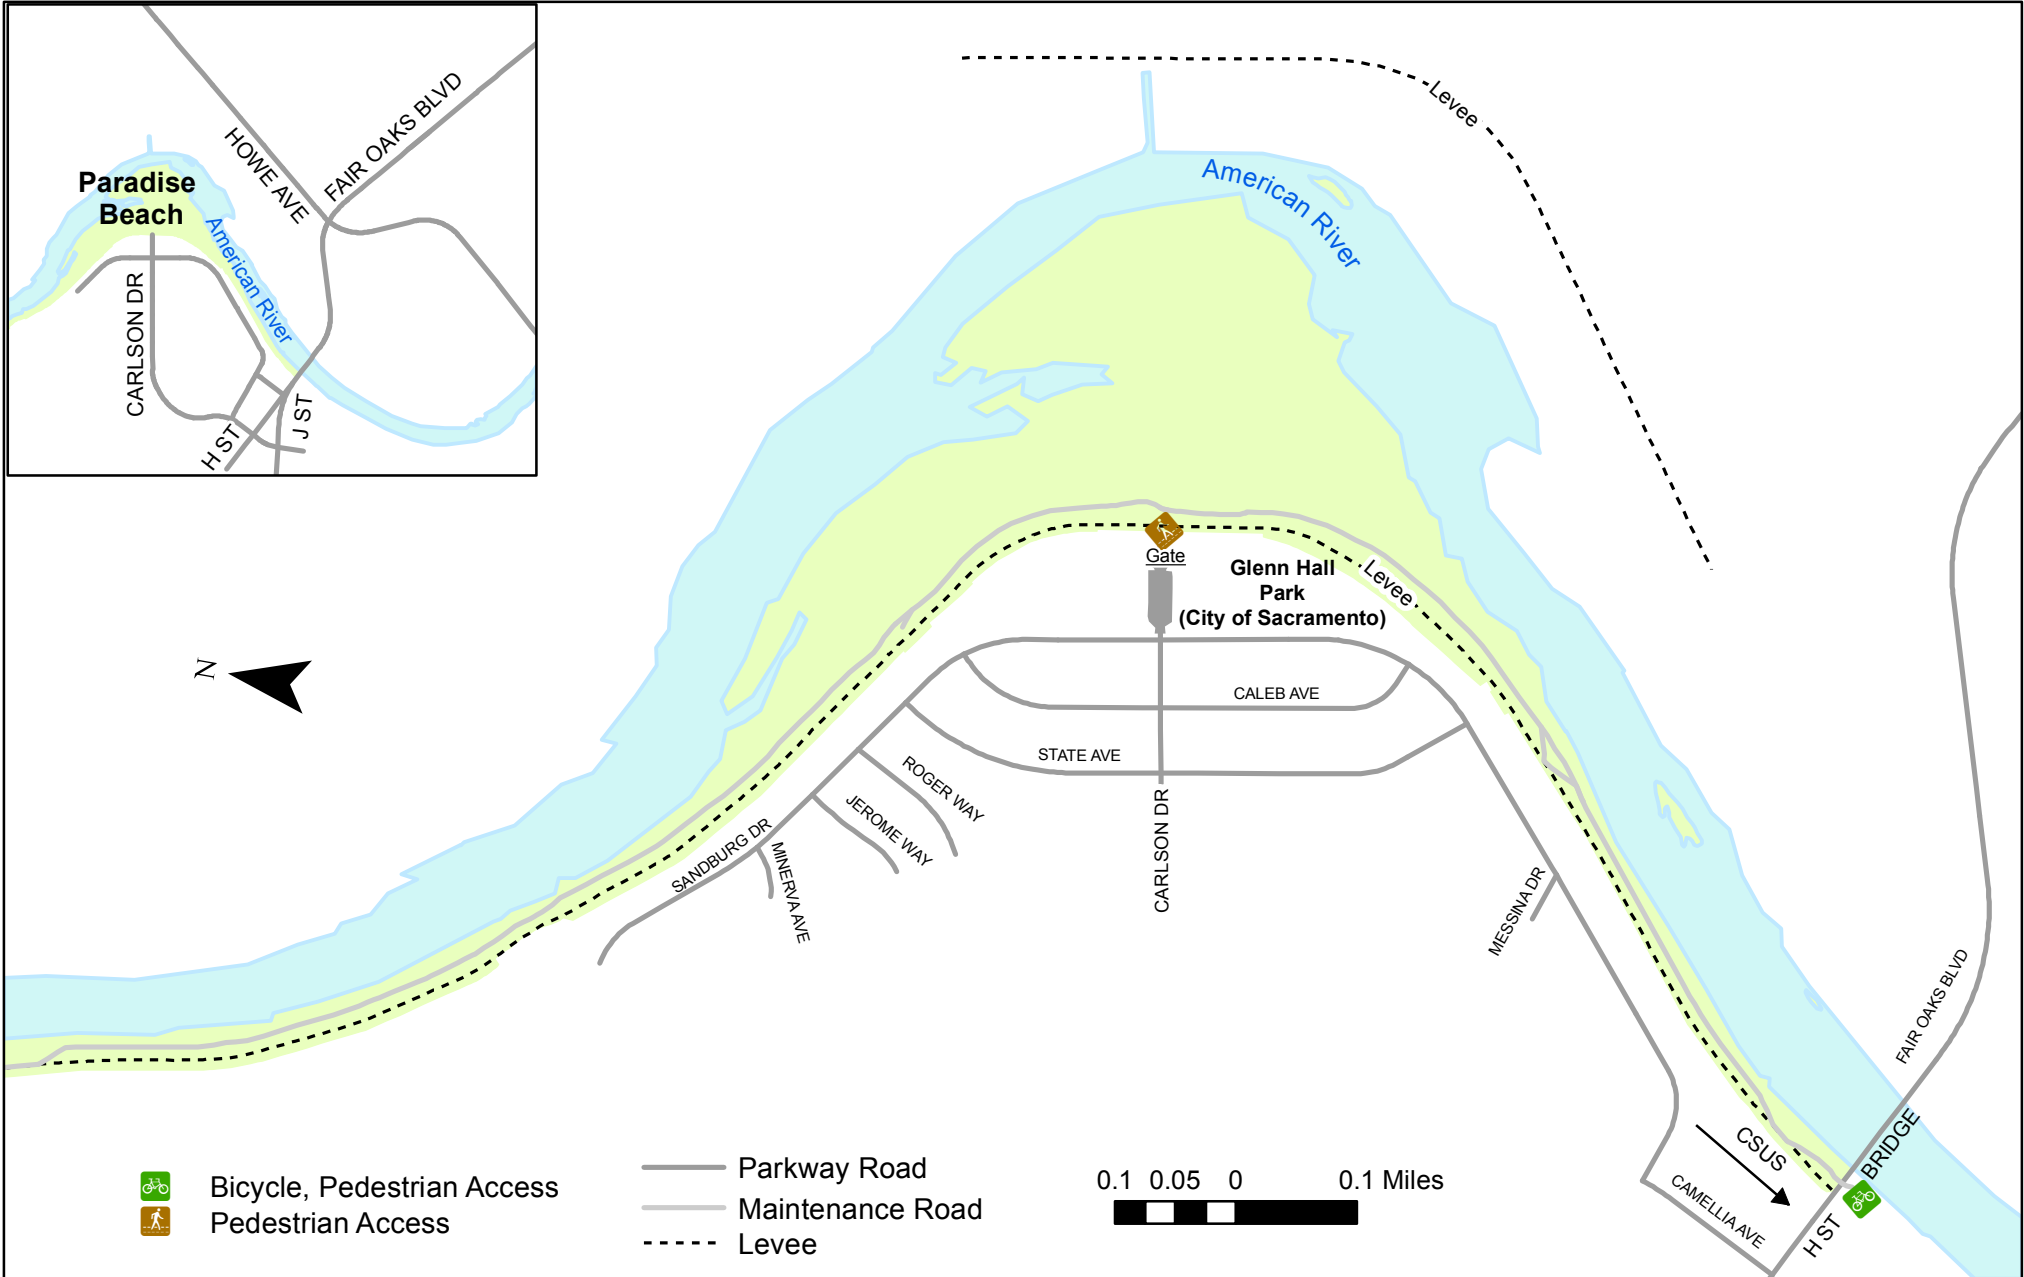 HOWE AVE
FAIR OAKS BLVD
Paradise
Beach
American River
CARLSON DR
H ST
J ST
Levee
American River
Gate
Glenn Hall
Park
(City of Sacramento)
Levee
N
CALEB AVE
STATE AVE
ROGER WAY
JEROME WAY
SANDBURG DR
MINERVA AVE
CARLSON DR
MESSINA DR
FAIR OAKS BLVD
CSUS
BRIDGE
CAMELLIA AVE
H ST
Bicycle, Pedestrian Access
Pedestrian Access
Parkway Road
Maintenance Road
Levee
0.1 0.05 0 0.1 Miles